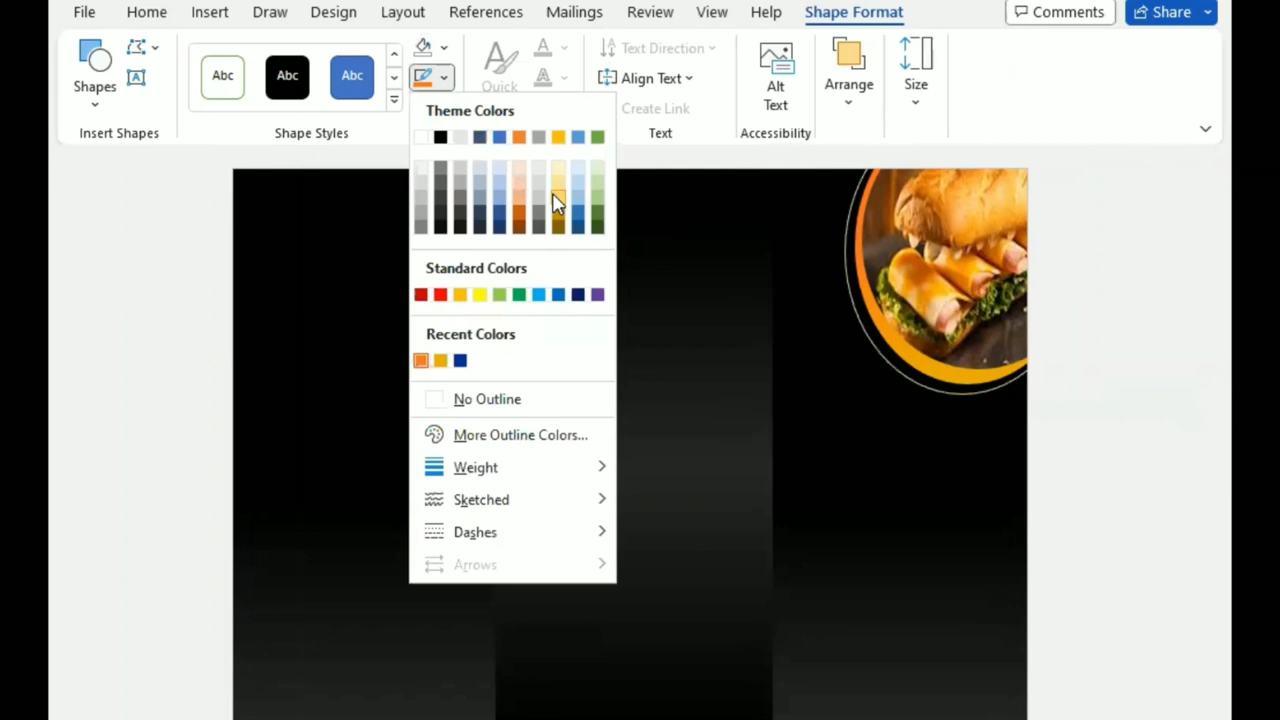 File Home Insert Draw Design Layout References Mailings Review View Help Shape Format Comments Share
Shapes
Abc Abc Abc
Quick
Text Direction
Align Text
Create Link
Alt Text
Arrange
Size
Insert Shapes Shape Styles Text Accessibility
Theme Colors
Standard Colors
Recent Colors
No Outline
More Outline Colors...
Weight
Sketched
Dashes
Arrows